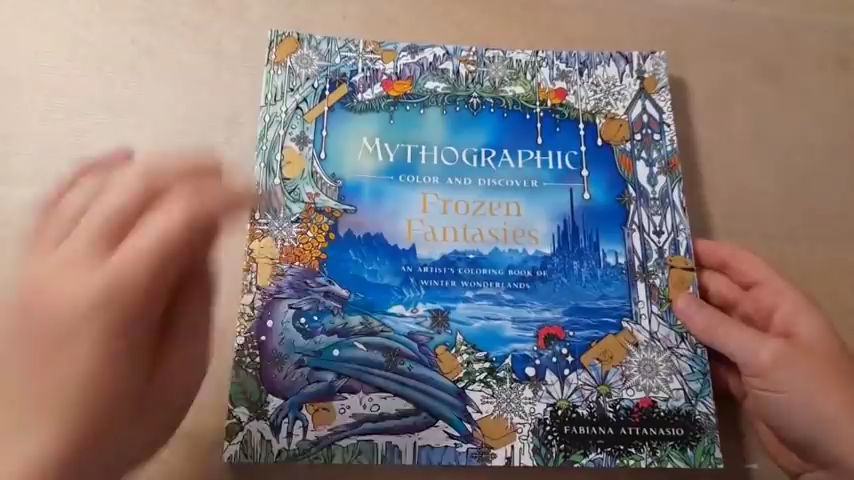 MYTHOGRAPHIC
COLOR AND DISCOVER
FROZEN
FANTASIES
AN ARTIST'S COLORING BOOK OF
WINTER WONDERLANDS
FABIANA ATTANASIO